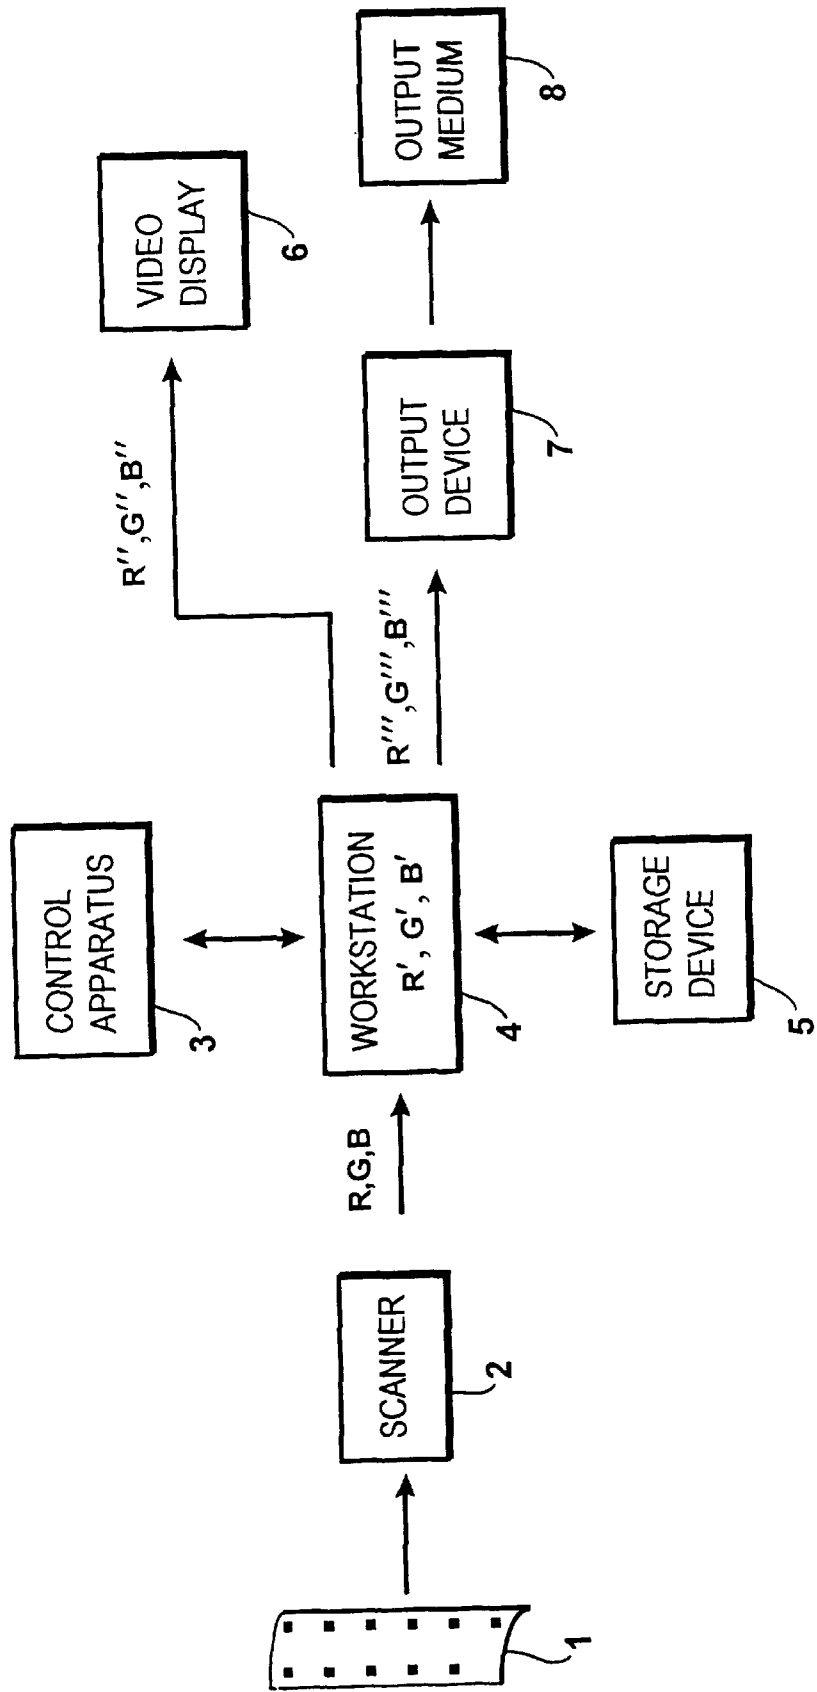 CONTROL
APPARATUS
3
VIDEO
DISPLAY
6
R'',G'',B''
1
SCANNER
2
R,G,B
WORKSTATION
R', G', B'
4
R''',G''',B'''
OUTPUT
DEVICE
7
OUTPUT
MEDIUM
8
STORAGE
DEVICE
5